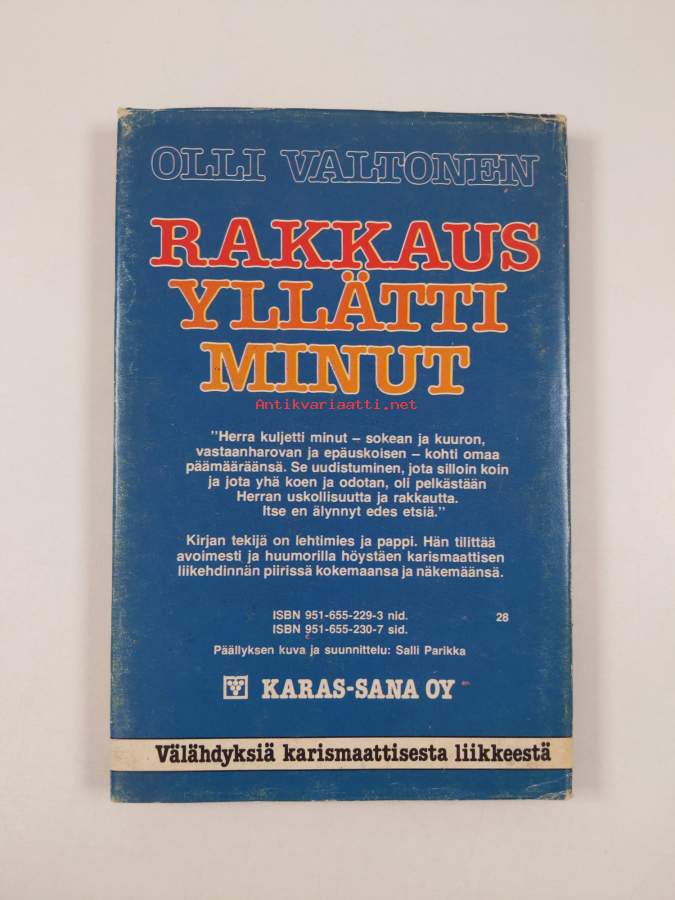 OLLI VALTONEN
RAKKAUS
YLLÄTTI
MINUT
Antikvariaatti.net
"Herra kuljetti minut – sokean ja kuuron,
vastaanharovan ja epäuskoisen – kohti omaa
päämääräänsä. Se uudistuminen, jota silloin koin
ja jota yhä koen ja odotan, oli pelkästään
Herran uskollisuutta ja rakkautta.
Itse en älynnyt edes etsiä."
Kirjan tekijä on lehtimies ja pappi. Hän tilittää
avoimesti ja huumorilla höystäen karismaattisen
liikehdinnän piirissä kokemaansa ja näkemäänsä.
ISBN 951-655-229-3 nid. 28
ISBN 951-655-230-7 sid.
Päällyksen kuva ja suunnittelu: Salli Parikka
KARAS-SANA OY
Välähdyksiä karismaattisesta liikkeestä